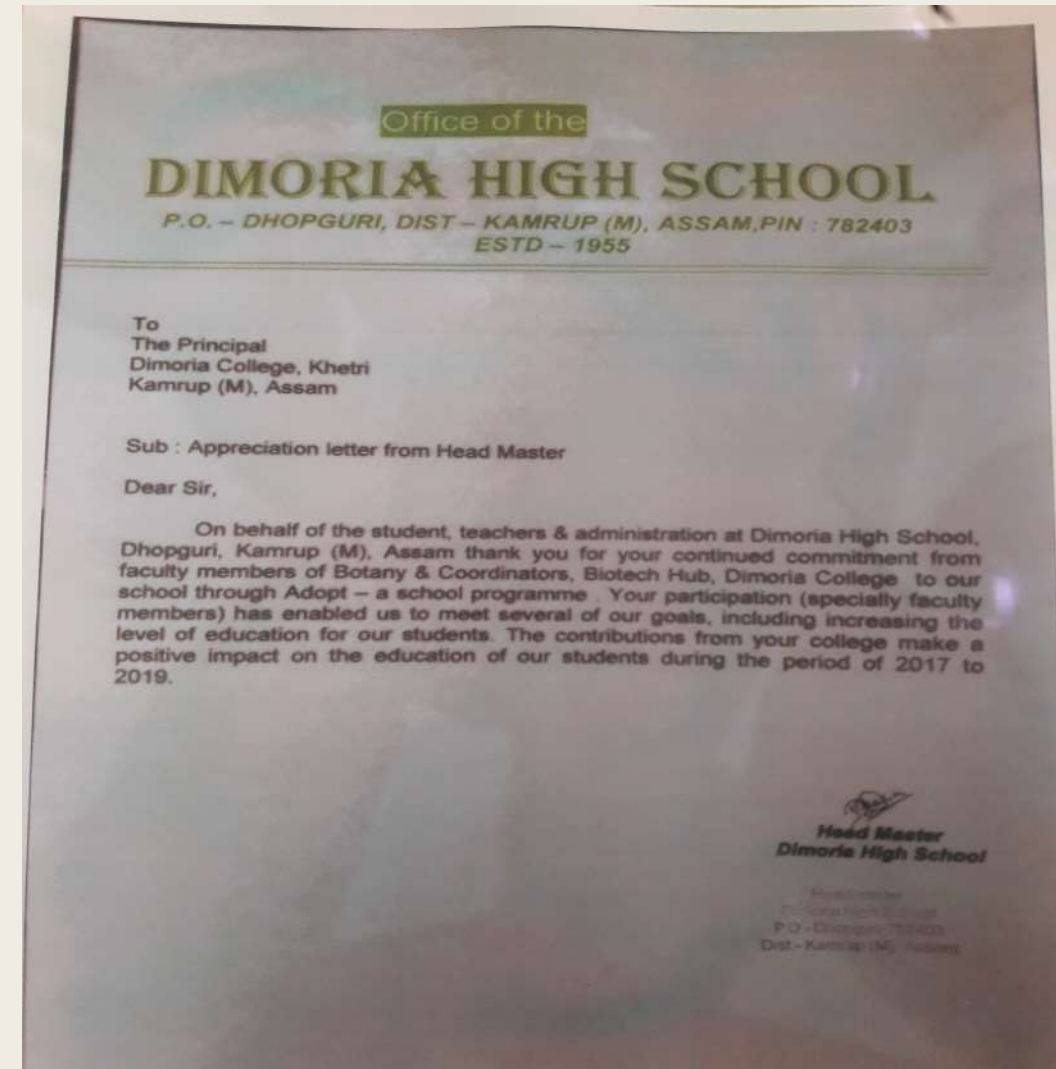 Office of the
DIMORIA HIGH SCHOOL
P.O. – DHOPGURI, DIST – KAMRUP (M), ASSAM,PIN : 782403
ESTD – 1955
To
The Principal
Dimoria College, Khetri
Kamrup (M), Assam
Sub : Appreciation letter from Head Master
Dear Sir,
On behalf of the student, teachers & administration at Dimoria High School,
Dhopguri, Kamrup (M), Assam thank you for your continued commitment from
faculty members of Botany & Coordinators, Biotech Hub, Dimoria College to our
school through Adopt – a school programme . Your participation (specially faculty
members) has enabled us to meet several of our goals, including increasing the
level of education for our students. The contributions from your college make a
positive impact on the education of our students during the period of 2017 to
2019.
Head Master
Dimoria High School
P.O -
Dist - Kamrup (M), Assam